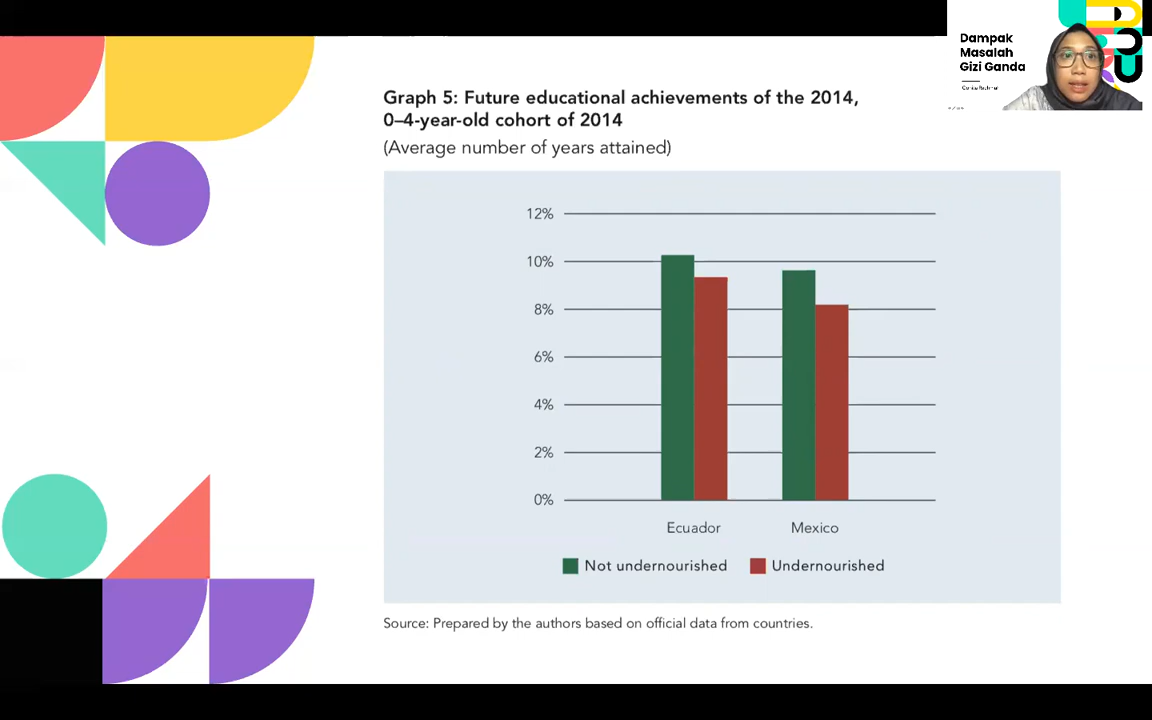 Graph 5: Future educational achievements of the 2014,
0–4-year-old cohort of 2014
(Average number of years attained)
12%
10%
8%
6%
4%
2%
0%
Ecuador
Mexico
Not undernourished
Undernourished
Source: Prepared by the authors based on official data from countries.
Dampak
Masalah
Gizi Ganda